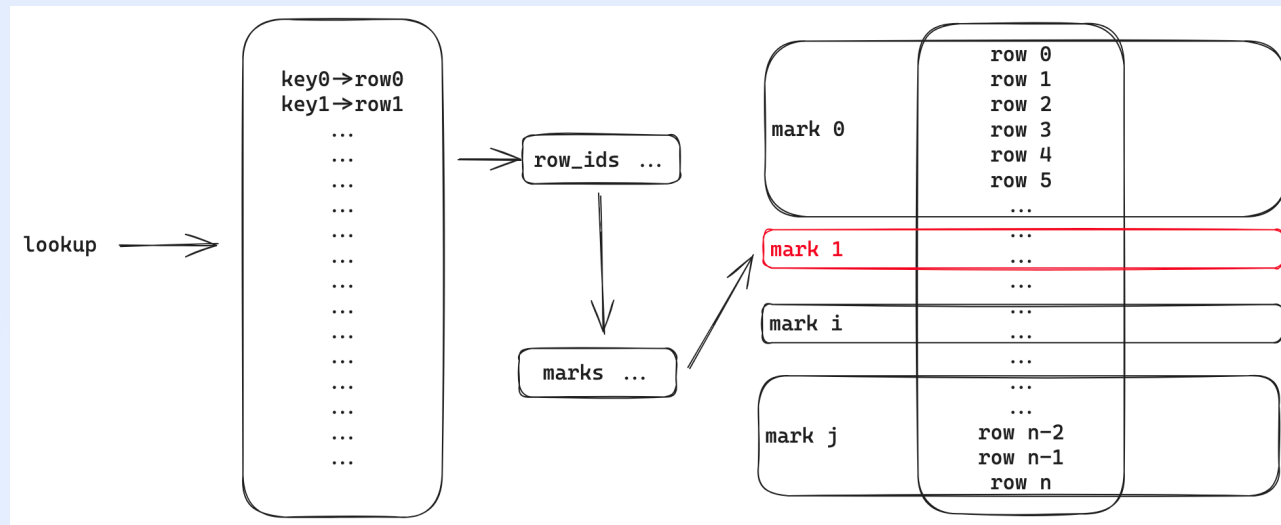 lookup
key0→row0
key1→row1
...
...
...
...
...
...
...
...
...
...
...
...
...
...
row_ids ...
marks ...
mark 0
row 0
row 1
row 2
row 3
row 4
row 5
...
...
mark 1
...
...
...
mark i
...
...
...
...
mark j
row n-2
row n-1
row n